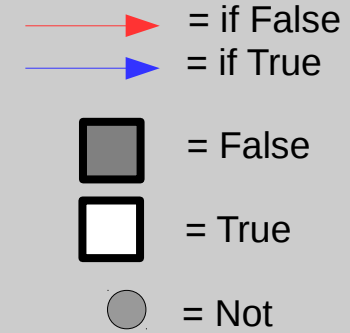 = if False
= if True
= False
= True
= Not